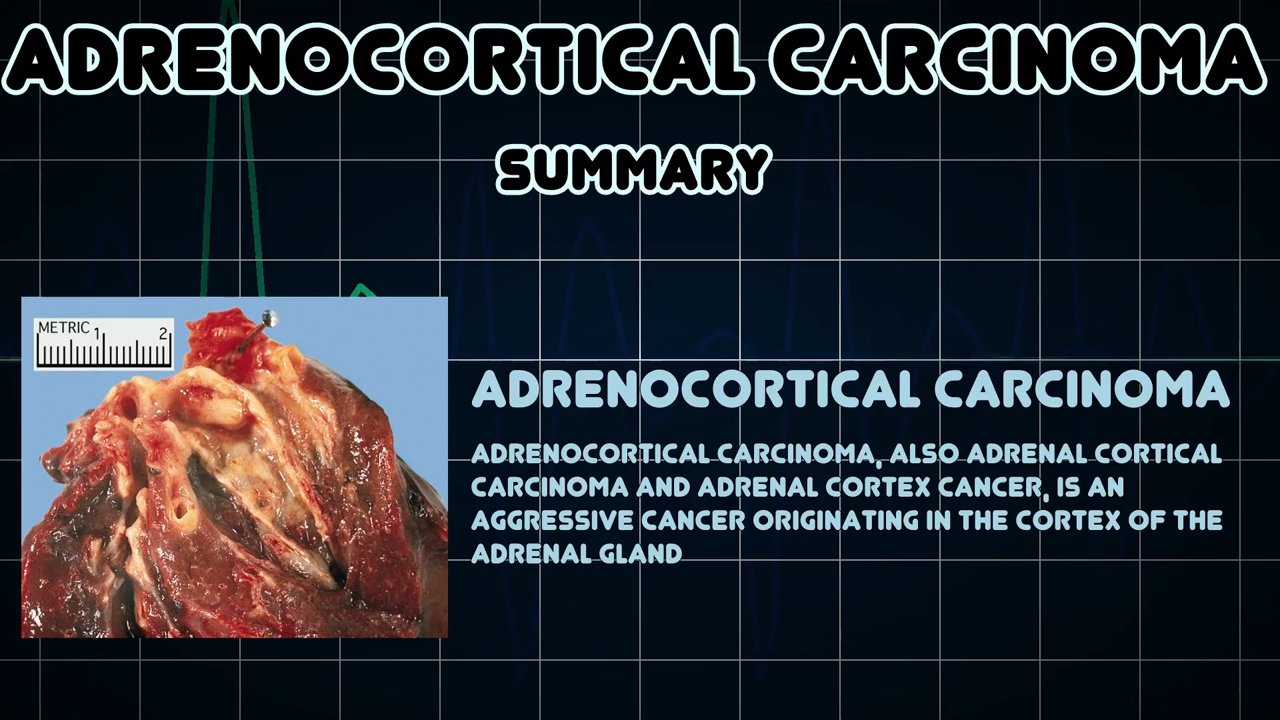 ADRENOCORTICAL CARCINOMA
SUMMARY
METRIC 1 2
ADRENOCORTICAL CARCINOMA
ADRENOCORTICAL CARCINOMA, ALSO ADRENAL CORTICAL
CARCINOMA AND ADRENAL CORTEX CANCER, IS AN
AGGRESSIVE CANCER ORIGINATING IN THE CORTEX OF THE
ADRENAL GLAND